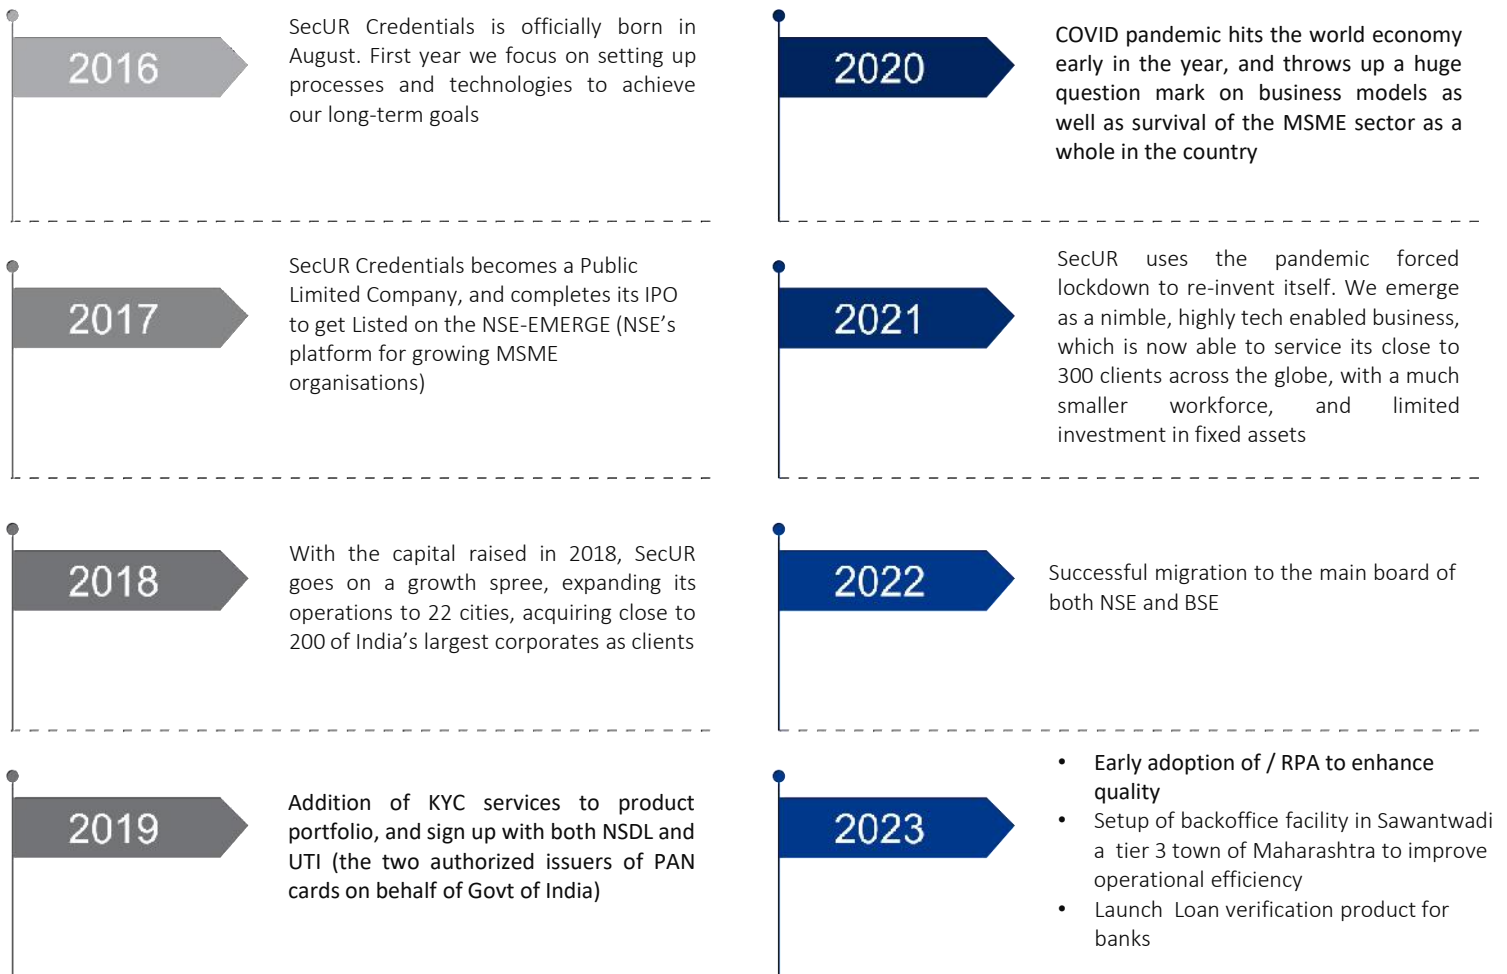 2016
SecUR Credentials is officially born in
August. First year we focus on setting up
processes and technologies to achieve
our long-term goals
2017
SecUR Credentials becomes a Public
Limited Company, and completes its IPO
to get Listed on the NSE-EMERGE (NSE’s
platform for growing MSME
organisations)
2018
With the capital raised in 2018, SecUR
goes on a growth spree, expanding its
operations to 22 cities, acquiring close to
200 of India’s largest corporates as clients
2019
Addition of KYC services to product
portfolio, and sign up with both NSDL and
UTI (the two authorized issuers of PAN
cards on behalf of Govt of India)
2020
COVID pandemic hits the world economy
early in the year, and throws up a huge
question mark on business models as
well as survival of the MSME sector as a
whole in the country
2021
SecUR uses the pandemic forced
lockdown to re-invent itself. We emerge
as a nimble, highly tech enabled business,
which is now able to service its close to
300 clients across the globe, with a much
smaller workforce, and limited
investment in fixed assets
2022
Successful migration to the main board of
both NSE and BSE
2023
• Early adoption of / RPA to enhance
quality
• Setup of backoffice facility in Sawantwadi
a tier 3 town of Maharashtra to improve
operational efficiency
• Launch Loan verification product for
banks